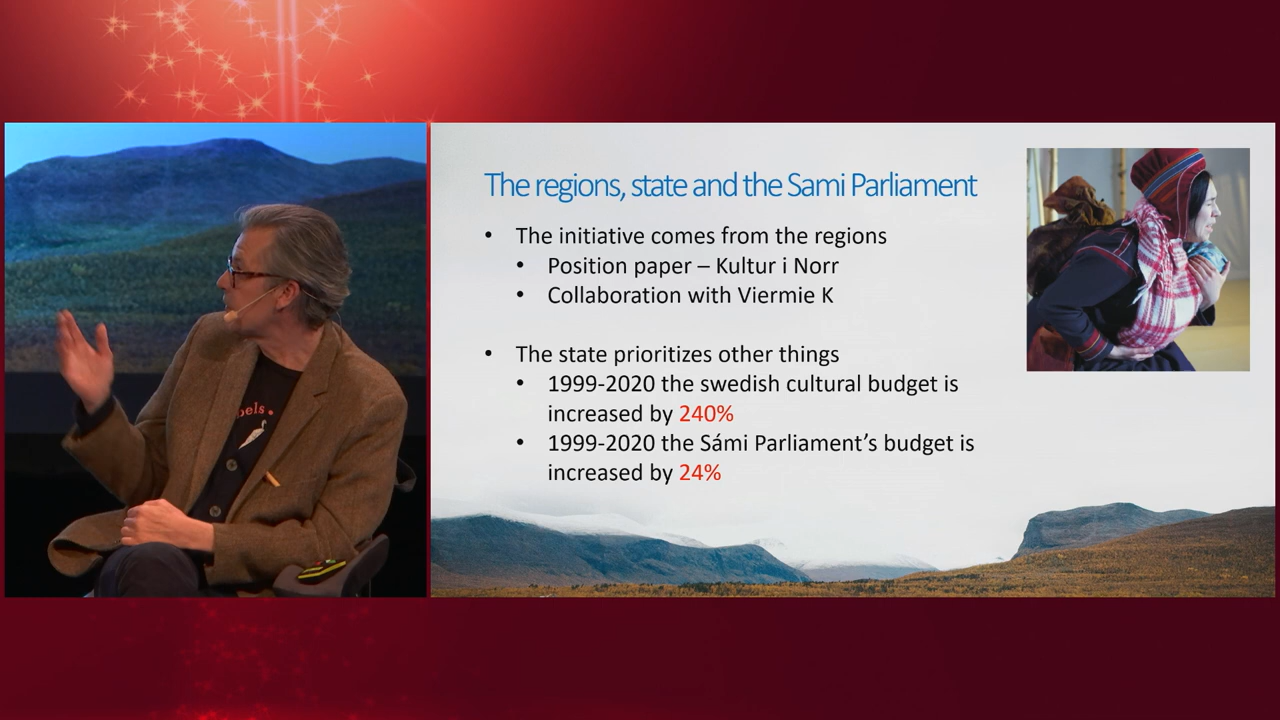 The regions, state and the Sami Parliament
• The initiative comes from the regions
• Position paper – Kultur i Norr
• Collaboration with Viermie K
• The state prioritizes other things
• 1999-2020 the swedish cultural budget is
increased by 240%
• 1999-2020 the Sámi Parliament’s budget is
increased by 24%